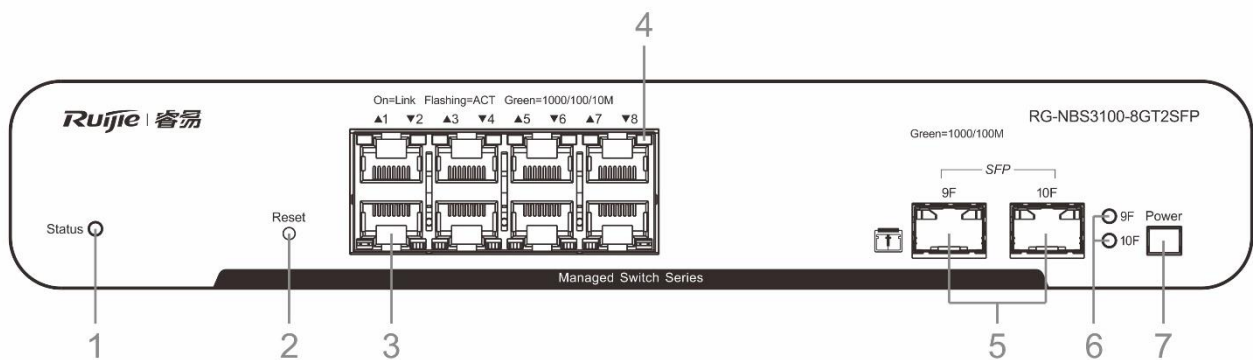 4
On=Link Flashing=ACT Green=1000/100/10M
▲1 ▼2 ▲3 ▼4 ▲5 ▼6 ▲7 ▼8
Ruijie | 睿易
RG-NBS3100-8GT2SFP
Green=1000/100M
SFP
9F 10F
Status
Reset
9F
10F
Power
Managed Switch Series
1 2 3 5 6 7